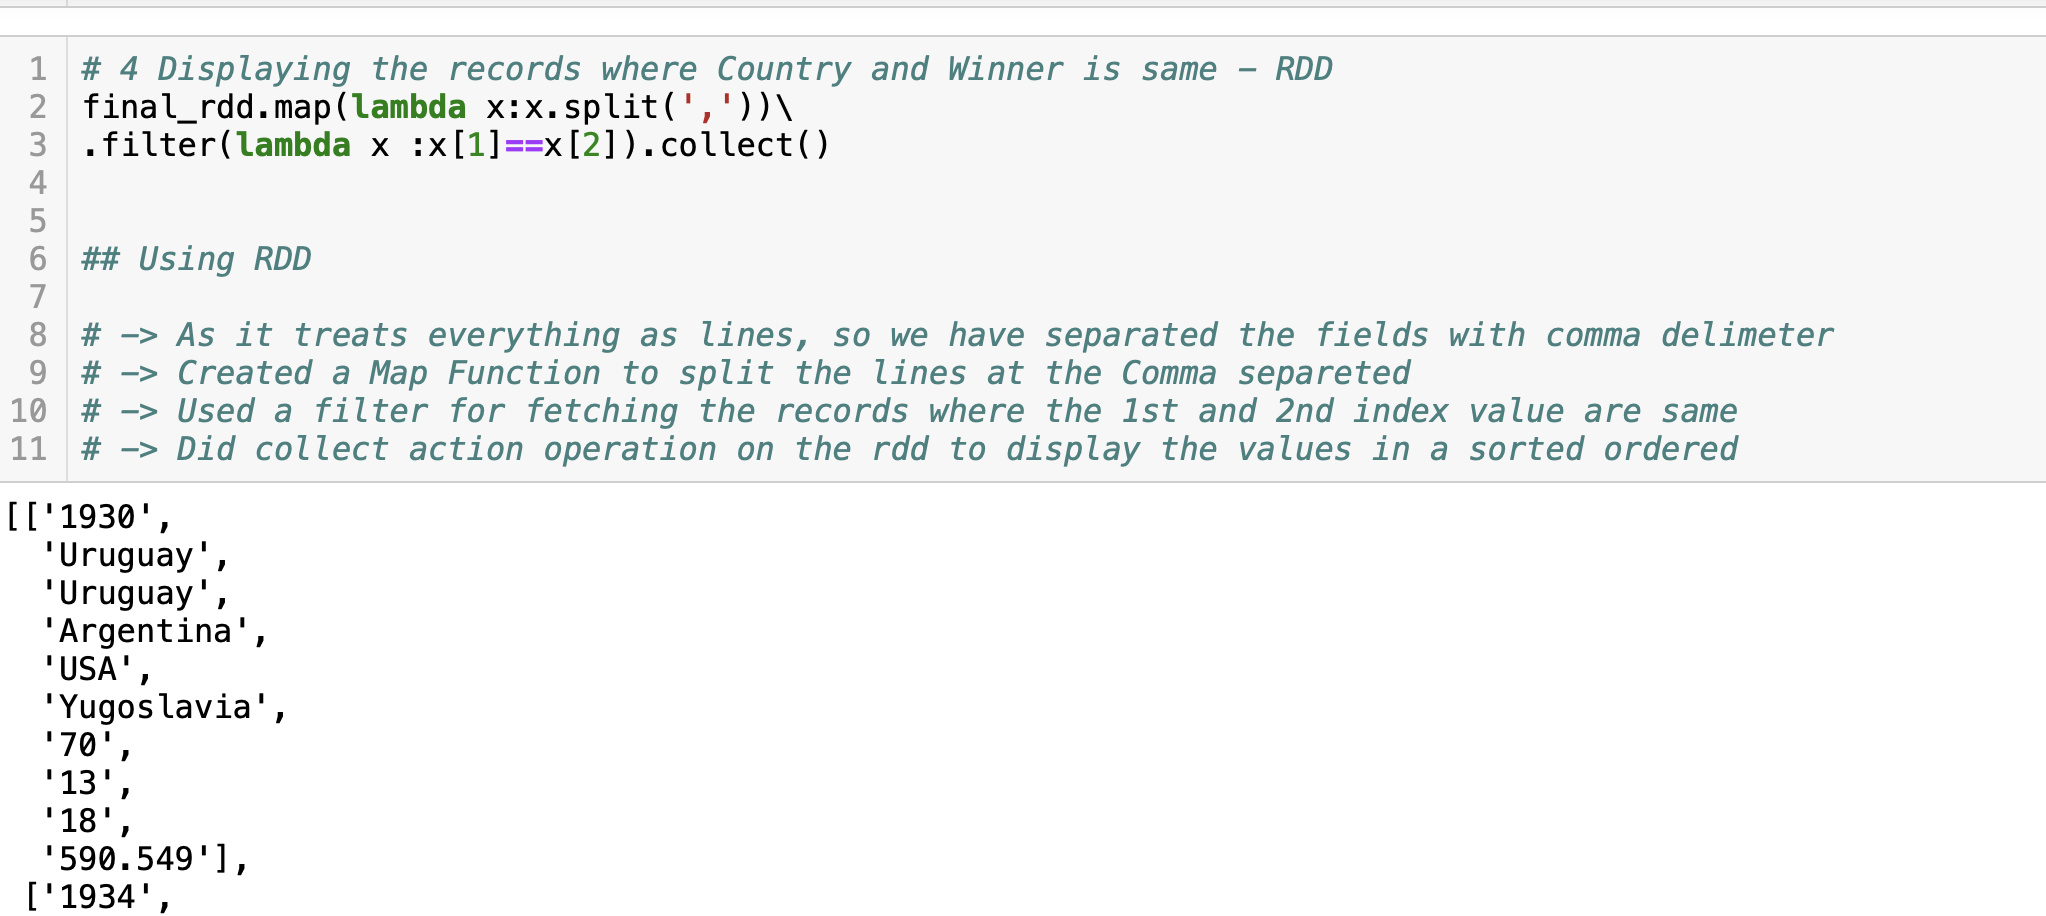 1 # 4 Displaying the records where Country and Winner is same – RDD
2 final_rdd.map(lambda x:x.split(','))\
3 .filter(lambda x :x[1]==x[2]).collect()
4
5
6 ## Using RDD
7
8 # –> As it treats everything as lines, so we have separated the fields with comma delimeter
9 # –> Created a Map Function to split the lines at the Comma separeted
10 # –> Used a filter for fetching the records where the 1st and 2nd index value are same
11 # –> Did collect action operation on the rdd to display the values in a sorted ordered
[['1930',
'Uruguay',
'Uruguay',
'Argentina',
'USA',
'Yugoslavia',
'70',
'13',
'18',
'590.549'],
['1934',